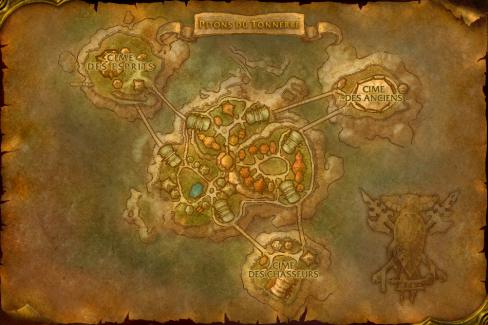 PITONS DU TONNERRE
CIME
DES ESPRITS
CIME
DES ANCIENS
CIME
DES CHASSEURS